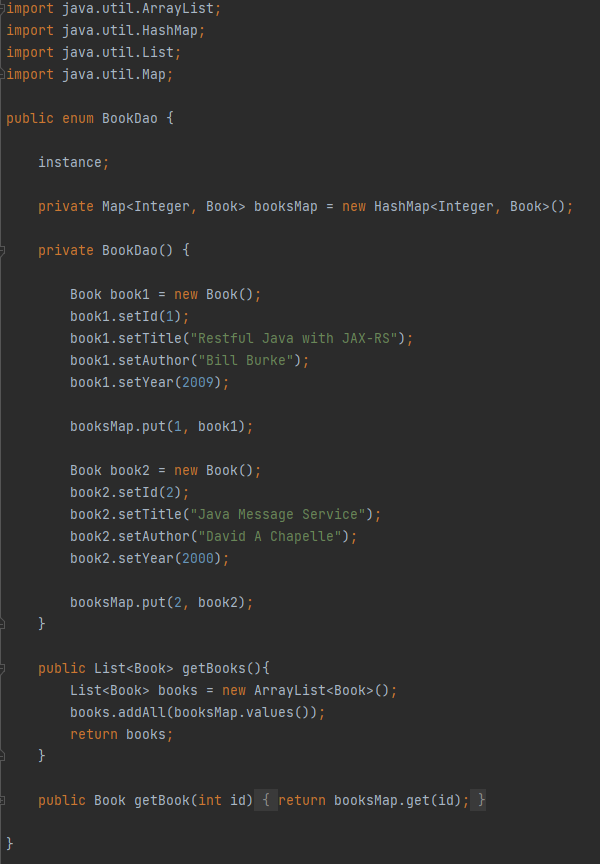 import java.util.ArrayList;
import java.util.HashMap;
import java.util.List;
import java.util.Map;
public enum BookDao {
instance;
private Map<Integer, Book> booksMap = new HashMap<Integer, Book>();
private BookDao() {
Book book1 = new Book();
book1.setId(1);
book1.setTitle("Restful Java with JAX-RS");
book1.setAuthor("Bill Burke");
book1.setYear(2009);
booksMap.put(1, book1);
Book book2 = new Book();
book2.setId(2);
book2.setTitle("Java Message Service");
book2.setAuthor("David A Chapelle");
book2.setYear(2000);
booksMap.put(2, book2);
}
public List<Book> getBooks(){
List<Book> books = new ArrayList<Book>();
books.addAll(booksMap.values());
return books;
}
public Book getBook(int id) { return booksMap.get(id); }
}